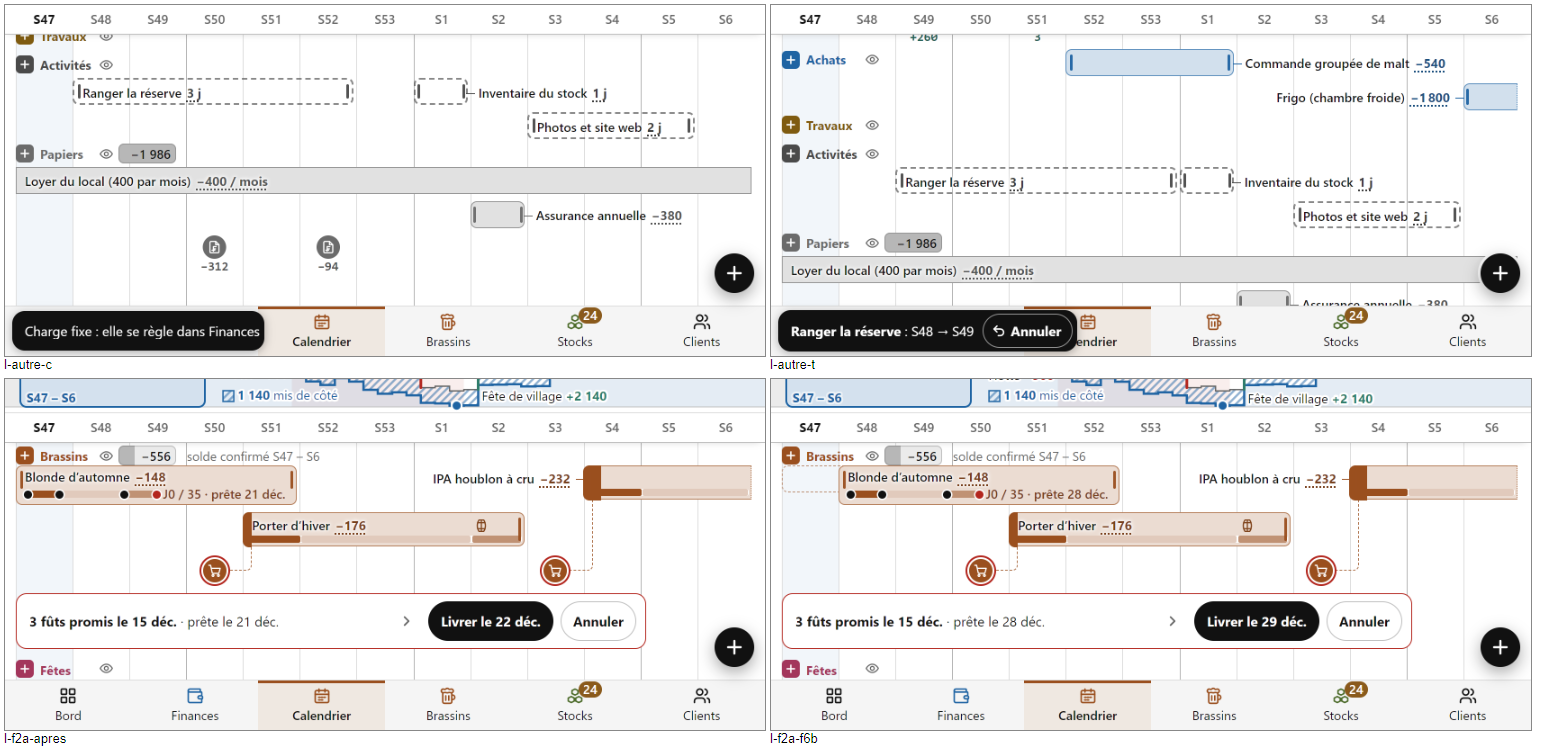 S47 S48 S49 S50 S51 S52 S53 S1 S2 S3 S4 S5 S6
Travaux
Activités
Ranger la réserve 3 j
Inventaire du stock 1 j
Photos et site web 2 j
Papiers −1 986
Loyer du local (400 par mois) −400 / mois
Assurance annuelle −380
−312 −94
Charge fixe : elle se règle dans Finances
24
Calendrier Brassins Stocks Clients
l-autre-c
S47 S48 S49 S50 S51 S52 S53 S1 S2 S3 S4 S5 S6
+260 3
Achats
Commande groupée de malt −540
Frigo (chambre froide) −1 800
Travaux
Activités
Ranger la réserve 3 j
Inventaire du stock 1 j
Photos et site web 2 j
Papiers −1 986
Loyer du local (400 par mois) −400 / mois
Assurance annuelle −380
Ranger la réserve : S48 → S49 Annuler
24
endrier Brassins Stocks Clients
l-autre-t
S47 – S6
1 140 mis de côté
Fête de village +2 140
S47 S48 S49 S50 S51 S52 S53 S1 S2 S3 S4 S5 S6
Brassins −556 solde confirmé S47 – S6
Blonde d’automne −148
J0 / 35 · prête 21 déc.
IPA houblon à cru −232
Porter d’hiver −176
3 fûts promis le 15 déc. · prête le 21 déc.
Livrer le 22 déc. Annuler
Fêtes
24
Bord Finances Calendrier Brassins Stocks Clients
l-f2a-apres
S47 – S6
1 140 mis de côté
Fête de village +2 140
S47 S48 S49 S50 S51 S52 S53 S1 S2 S3 S4 S5 S6
Brassins −556 solde confirmé S47 – S6
Blonde d’automne −148
J0 / 35 · prête 28 déc.
IPA houblon à cru −232
Porter d’hiver −176
3 fûts promis le 15 déc. · prête le 28 déc.
Livrer le 29 déc. Annuler
Fêtes
24
Bord Finances Calendrier Brassins Stocks Clients
l-f2a-f6b